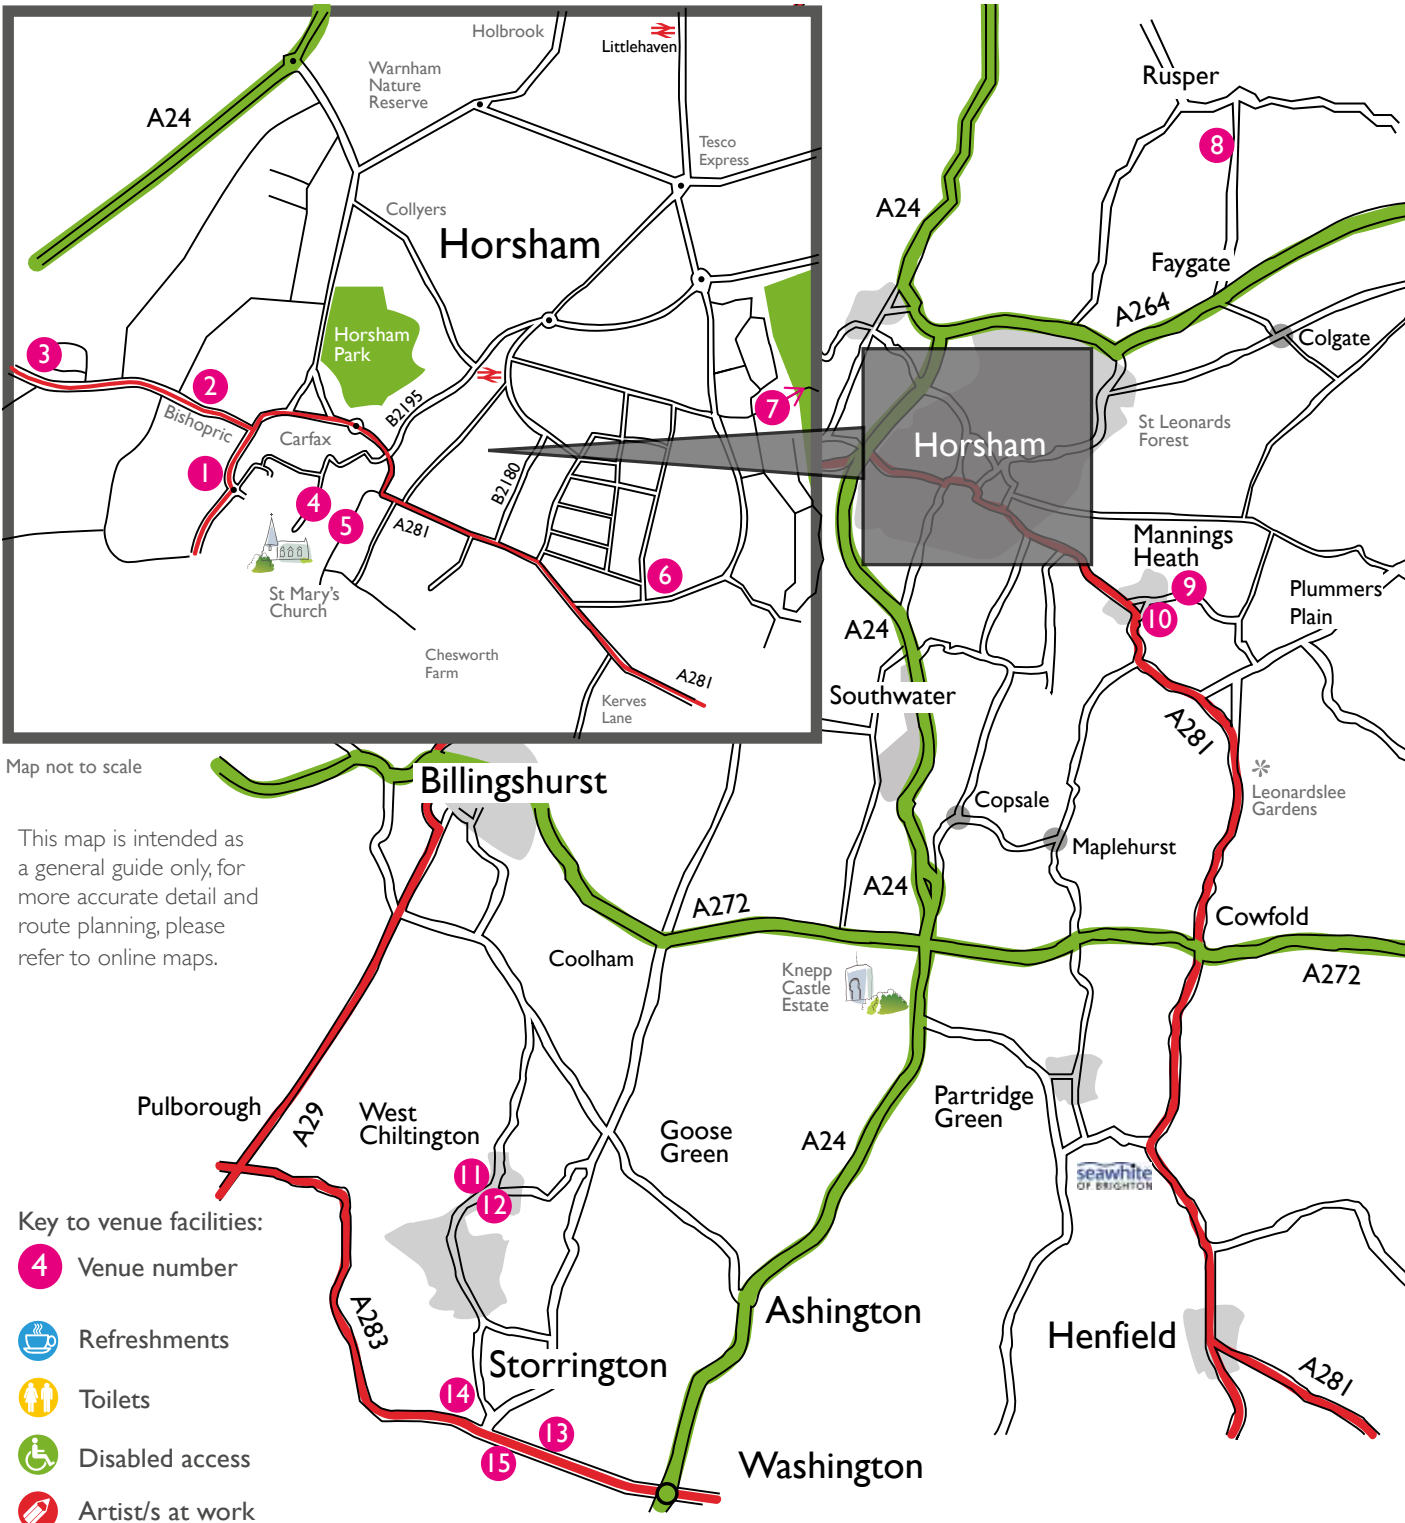 Holbrook
Littlehaven
Warnham
Nature
Reserve
A24
Tesco
Express
Collyers
Horsham
Horsham
Park
3
2
Bishopric
Carfax
B2195
7
1
4
5
A281
B2180
6
St Mary's
Church
Chesworth
Farm
Kerves
Lane
A281
Rusper
8
A24
Faygate
A264
Colgate
St Leonards
Forest
Horsham
Mannings
Heath
9
10
Plummers
Plain
A24
Southwater
A281
Leonardslee
Gardens
Copsale
Maplehurst
Map not to scale
Billingshurst
This map is intended as
a general guide only, for
more accurate detail and
route planning, please
refer to online maps.
A24
A272
Cowfold
Coolham
Knepp
Castle
Estate
A272
Pulborough
A29
West
Chiltington
Goose
Green
A24
Partridge
Green
seawhite
OF BRIGHTON
11
12
Key to venue facilities:
4 Venue number
Refreshments
Toilets
Disabled access
Artist/s at work
A283
Ashington
Henfield
Storrington
A281
14
13
15
Washington